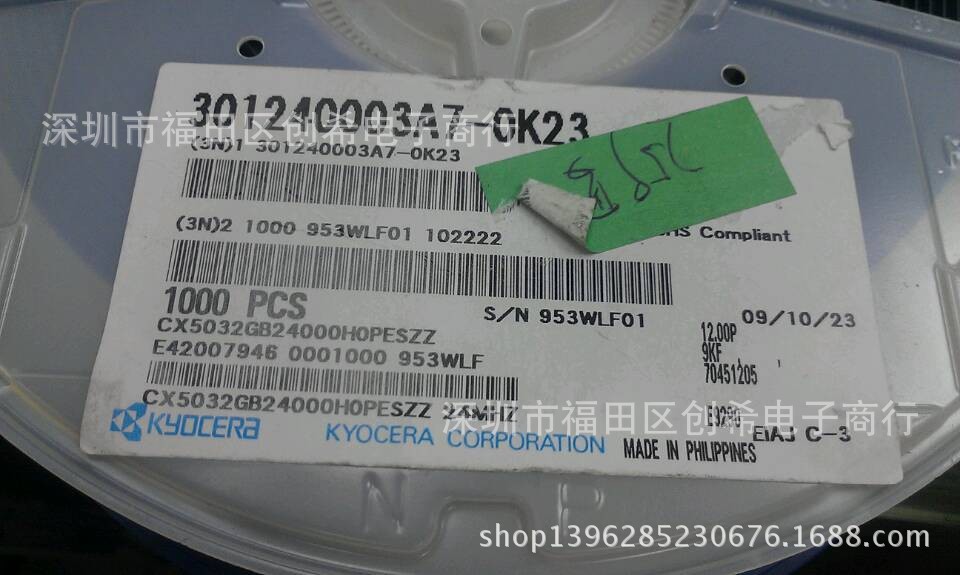 301240003A7-0K23
深圳市福田区创希电子商行
(3N)1 301240003A7-0K23
(3N)2 1000 953WLF01 102222
HS Compliant
1000 PCS
S/N 953WLF01
09/10/23
CX5032GB24000H0PESZZ
12.00P
E42007946 0001000 953WLF
9KF
70451205
CX5032GB24000H0PESZZ 24MHZ
深圳市福田区创希电子商行
EIAJ C-3
KYOCERA
KYOCERA CORPORATION
MADE IN PHILIPPINES
N P
shop1396285230676.1688.com